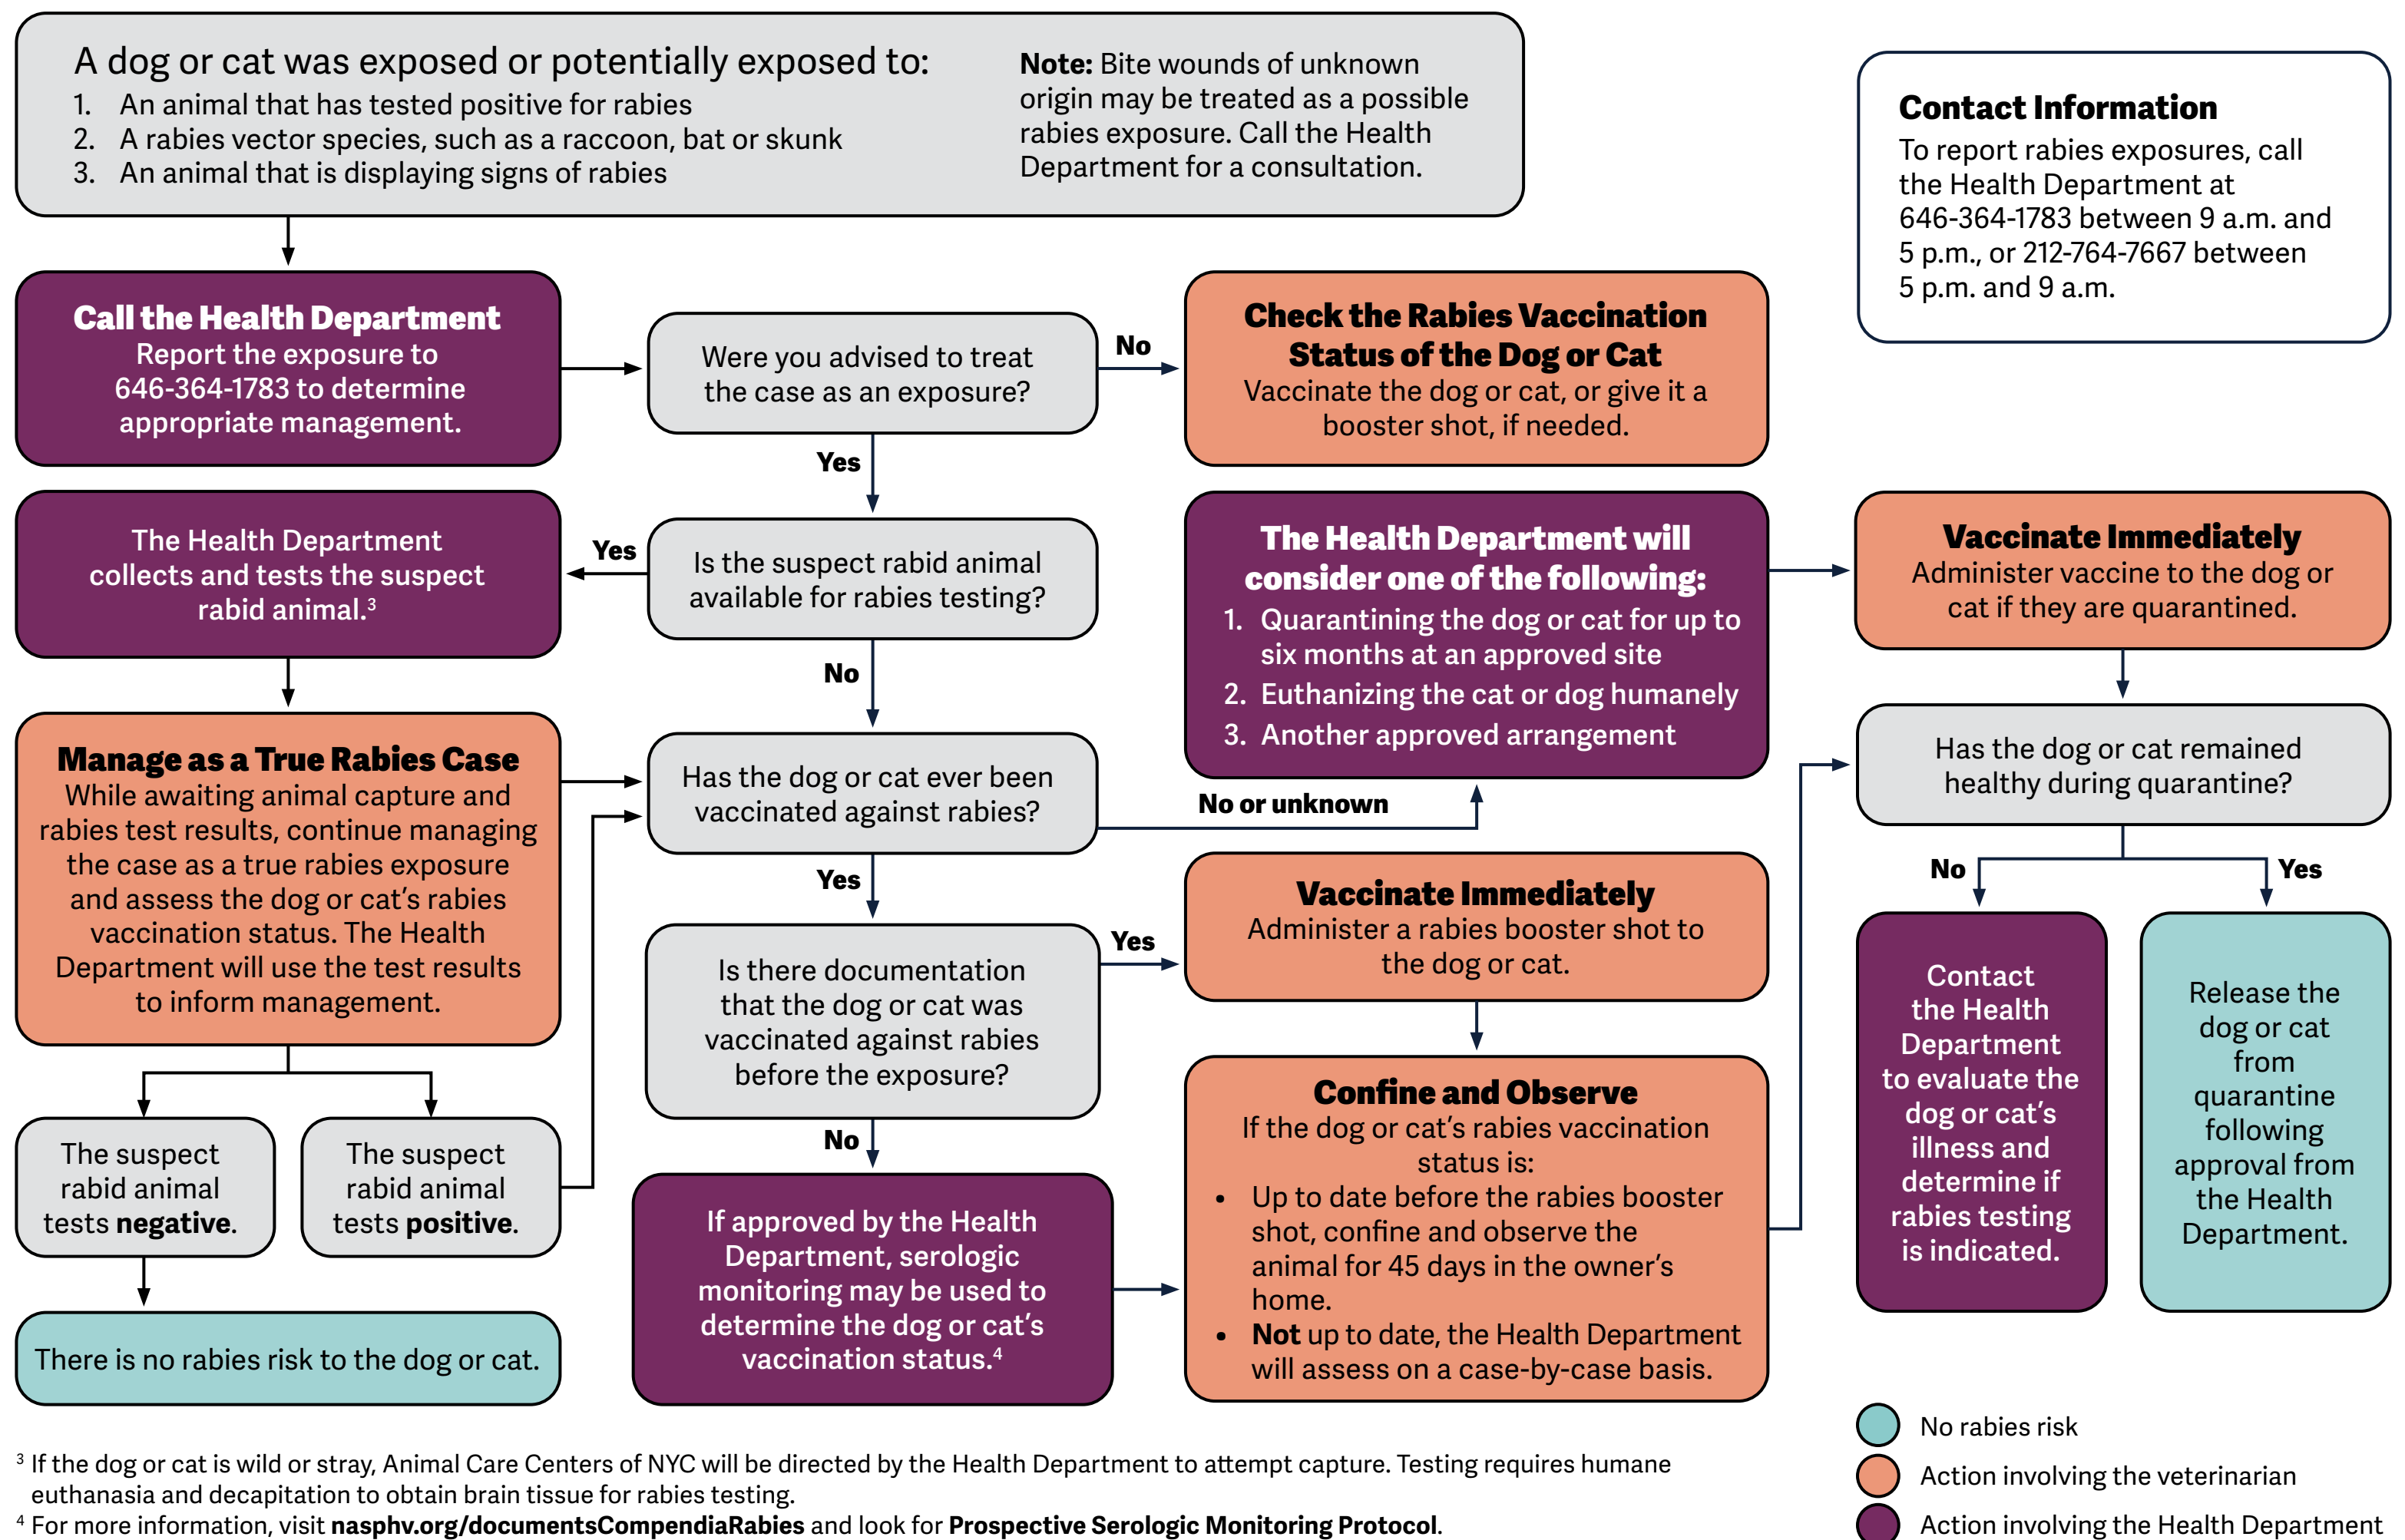 A dog or cat was exposed or potentially exposed to:
1. An animal that has tested positive for rabies
2. A rabies vector species, such as a raccoon, bat or skunk
3. An animal that is displaying signs of rabies
Note: Bite wounds of unknown
origin may be treated as a possible
rabies exposure. Call the Health
Department for a consultation.
Contact Information
To report rabies exposures, call
the Health Department at
646-364-1783 between 9 a.m. and
5 p.m., or 212-764-7667 between
5 p.m. and 9 a.m.
Call the Health Department
Report the exposure to
646-364-1783 to determine
appropriate management.
Were you advised to treat
the case as an exposure?
No
Check the Rabies Vaccination
Status of the Dog or Cat
Vaccinate the dog or cat, or give it a
booster shot, if needed.
Yes
The Health Department
collects and tests the suspect
rabid animal.³
Yes
Is the suspect rabid animal
available for rabies testing?
No
The Health Department will
consider one of the following:
1. Quarantining the dog or cat for up to
six months at an approved site
2. Euthanizing the cat or dog humanely
3. Another approved arrangement
Vaccinate Immediately
Administer vaccine to the dog or
cat if they are quarantined.
Manage as a True Rabies Case
While awaiting animal capture and
rabies test results, continue managing
the case as a true rabies exposure
and assess the dog or cat's rabies
vaccination status. The Health
Department will use the test results
to inform management.
Has the dog or cat ever been
vaccinated against rabies?
No or unknown
Has the dog or cat remained
healthy during quarantine?
Yes
Vaccinate Immediately
Administer a rabies booster shot to
the dog or cat.
No
Yes
Is there documentation
that the dog or cat was
vaccinated against rabies
before the exposure?
Yes
No
Contact
the Health
Department
to evaluate the
dog or cat's
illness and
determine if
rabies testing
is indicated.
Release the
dog or cat
from
quarantine
following
approval from
the Health
Department.
The suspect
rabid animal
tests negative.
The suspect
rabid animal
tests positive.
If approved by the Health
Department, serologic
monitoring may be used to
determine the dog or cat's
vaccination status.⁴
Confine and Observe
If the dog or cat's rabies vaccination
status is:
• Up to date before the rabies booster
shot, confine and observe the
animal for 45 days in the owner's
home.
• Not up to date, the Health Department
will assess on a case-by-case basis.
There is no rabies risk to the dog or cat.
³ If the dog or cat is wild or stray, Animal Care Centers of NYC will be directed by the Health Department to attempt capture. Testing requires humane
euthanasia and decapitation to obtain brain tissue for rabies testing.
⁴ For more information, visit nasphv.org/documentsCompendiaRabies and look for Prospective Serologic Monitoring Protocol.
No rabies risk
Action involving the veterinarian
Action involving the Health Department